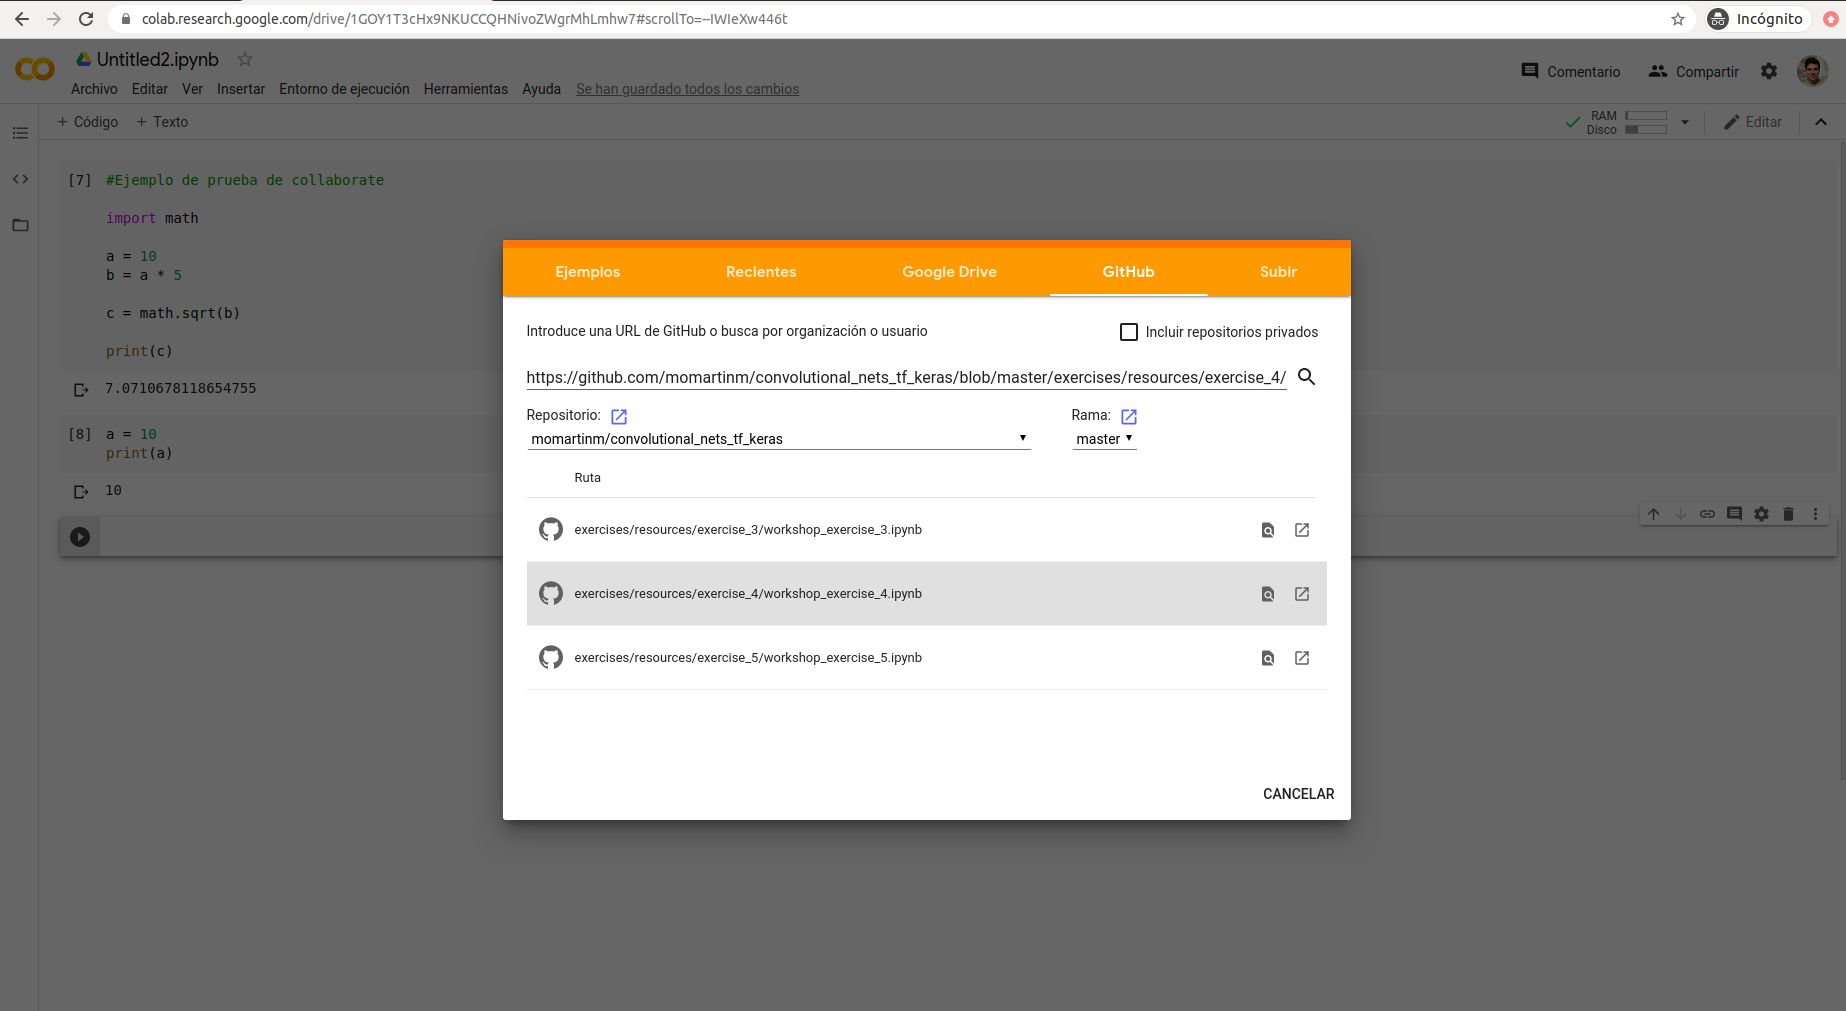 colab.research.google.com/drive/1GOY1T3cHx9NKUCCQHNivoZWgrMhLmhw7#scrollTo=--IWIeXw446t
Incógnito
Untitled2.ipynb
Archivo Editar Ver Insertar Entorno de ejecución Herramientas Ayuda Se han guardado todos los cambios
Comentario Compartir
+ Código + Texto
RAM
Disco
Editar
[7] #Ejemplo de prueba de collaborate
import math
a = 10
b = a * 5
c = math.sqrt(b)
print(c)
7.0710678118654755
[8] a = 10
print(a)
10
Ejemplos Recientes Google Drive GitHub Subir
Introduce una URL de GitHub o busca por organización o usuario
Incluir repositorios privados
https://github.com/momartinm/convolutional_nets_tf_keras/blob/master/exercises/resources/exercise_4/
Repositorio: Rama:
momartinm/convolutional_nets_tf_keras master
Ruta
exercises/resources/exercise_3/workshop_exercise_3.ipynb
exercises/resources/exercise_4/workshop_exercise_4.ipynb
exercises/resources/exercise_5/workshop_exercise_5.ipynb
CANCELAR